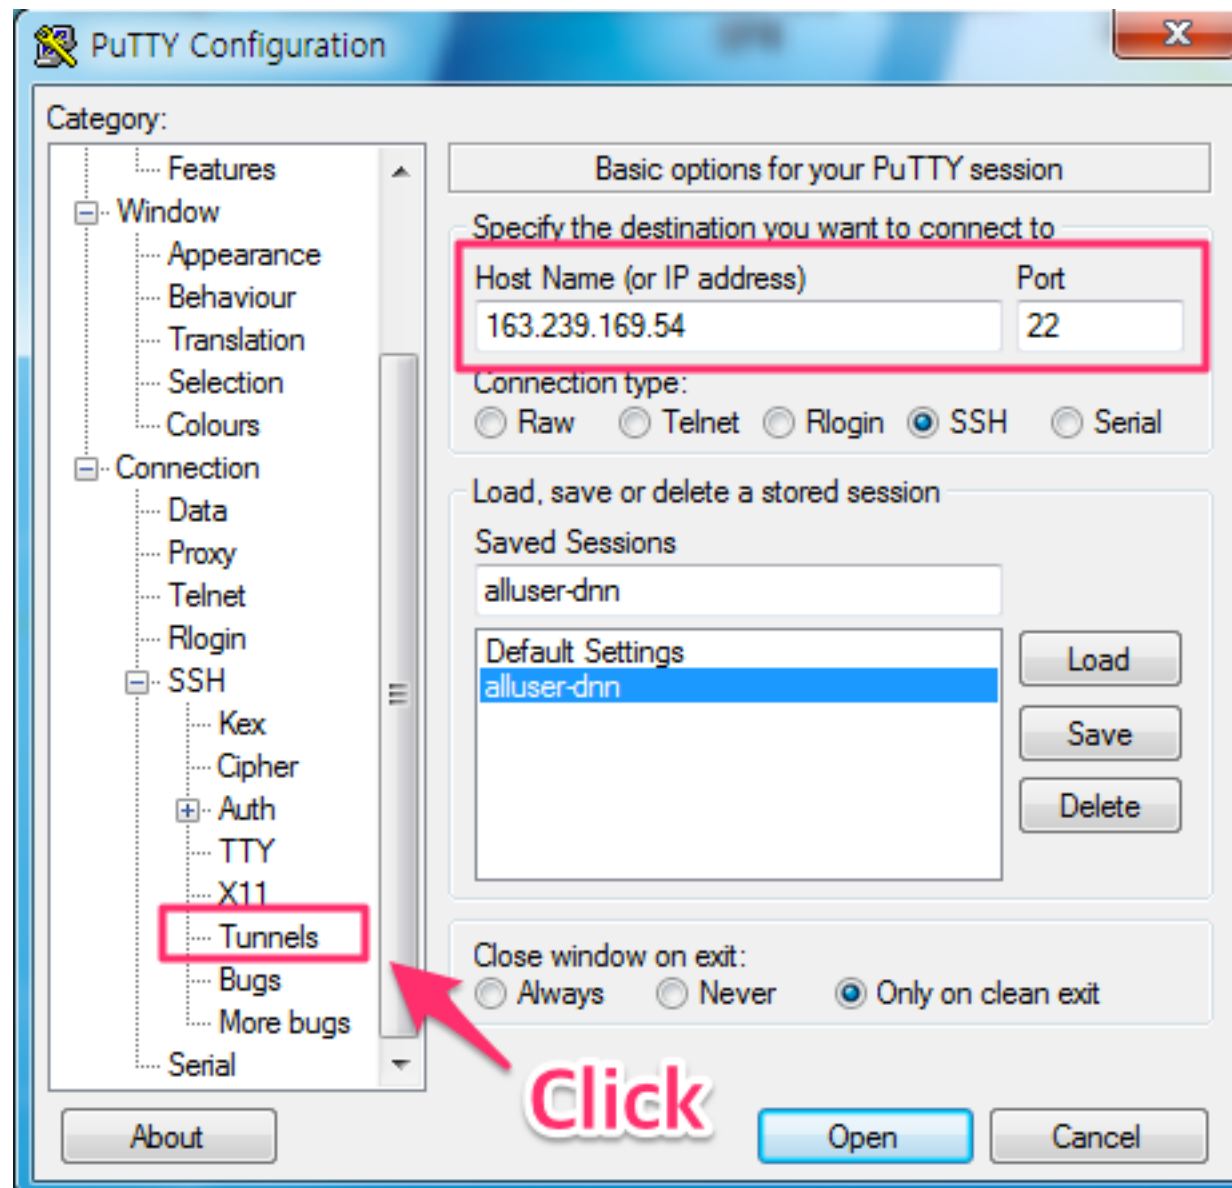 PuTTY Configuration
Category:
Features
Window
Appearance
Behaviour
Translation
Selection
Colours
Connection
Data
Proxy
Telnet
Rlogin
SSH
Kex
Cipher
Auth
TTY
X11
Tunnels
Bugs
More bugs
Serial
About
Basic options for your PuTTY session
Specify the destination you want to connect to
Host Name (or IP address) Port
163.239.169.54 22
Connection type:
Raw Telnet Rlogin SSH Serial
Load, save or delete a stored session
Saved Sessions
alluser-dnn
Default Settings
alluser-dnn
Load
Save
Delete
Close window on exit:
Always Never Only on clean exit
Click
Open Cancel